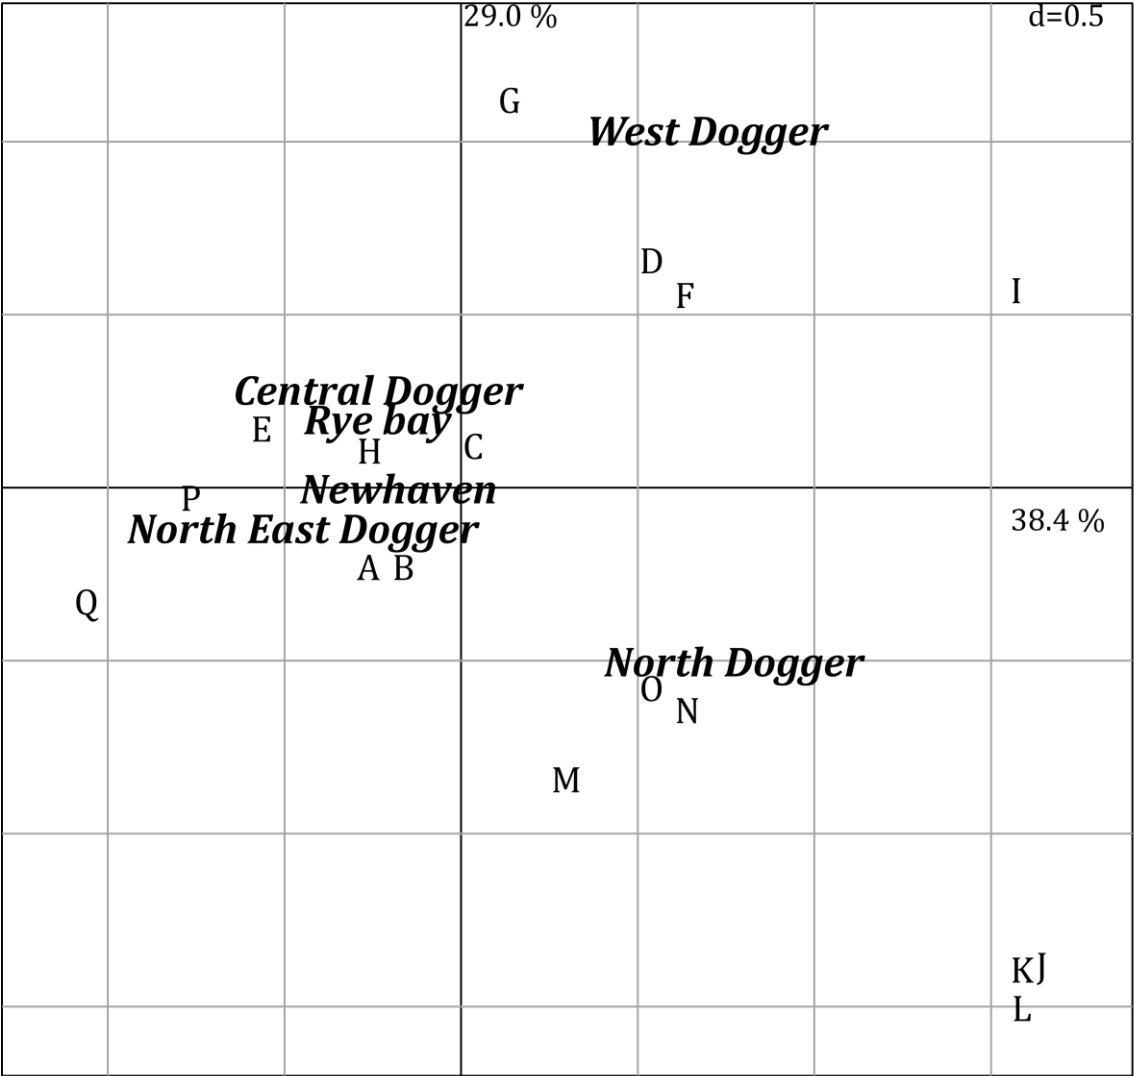 29.0 %
d=0.5
G
West Dogger
D
F
I
Central Dogger
Rye bay
E
H
C
Newhaven
P
North East Dogger
38.4 %
A B
Q
North Dogger
O
N
M
KJ
L